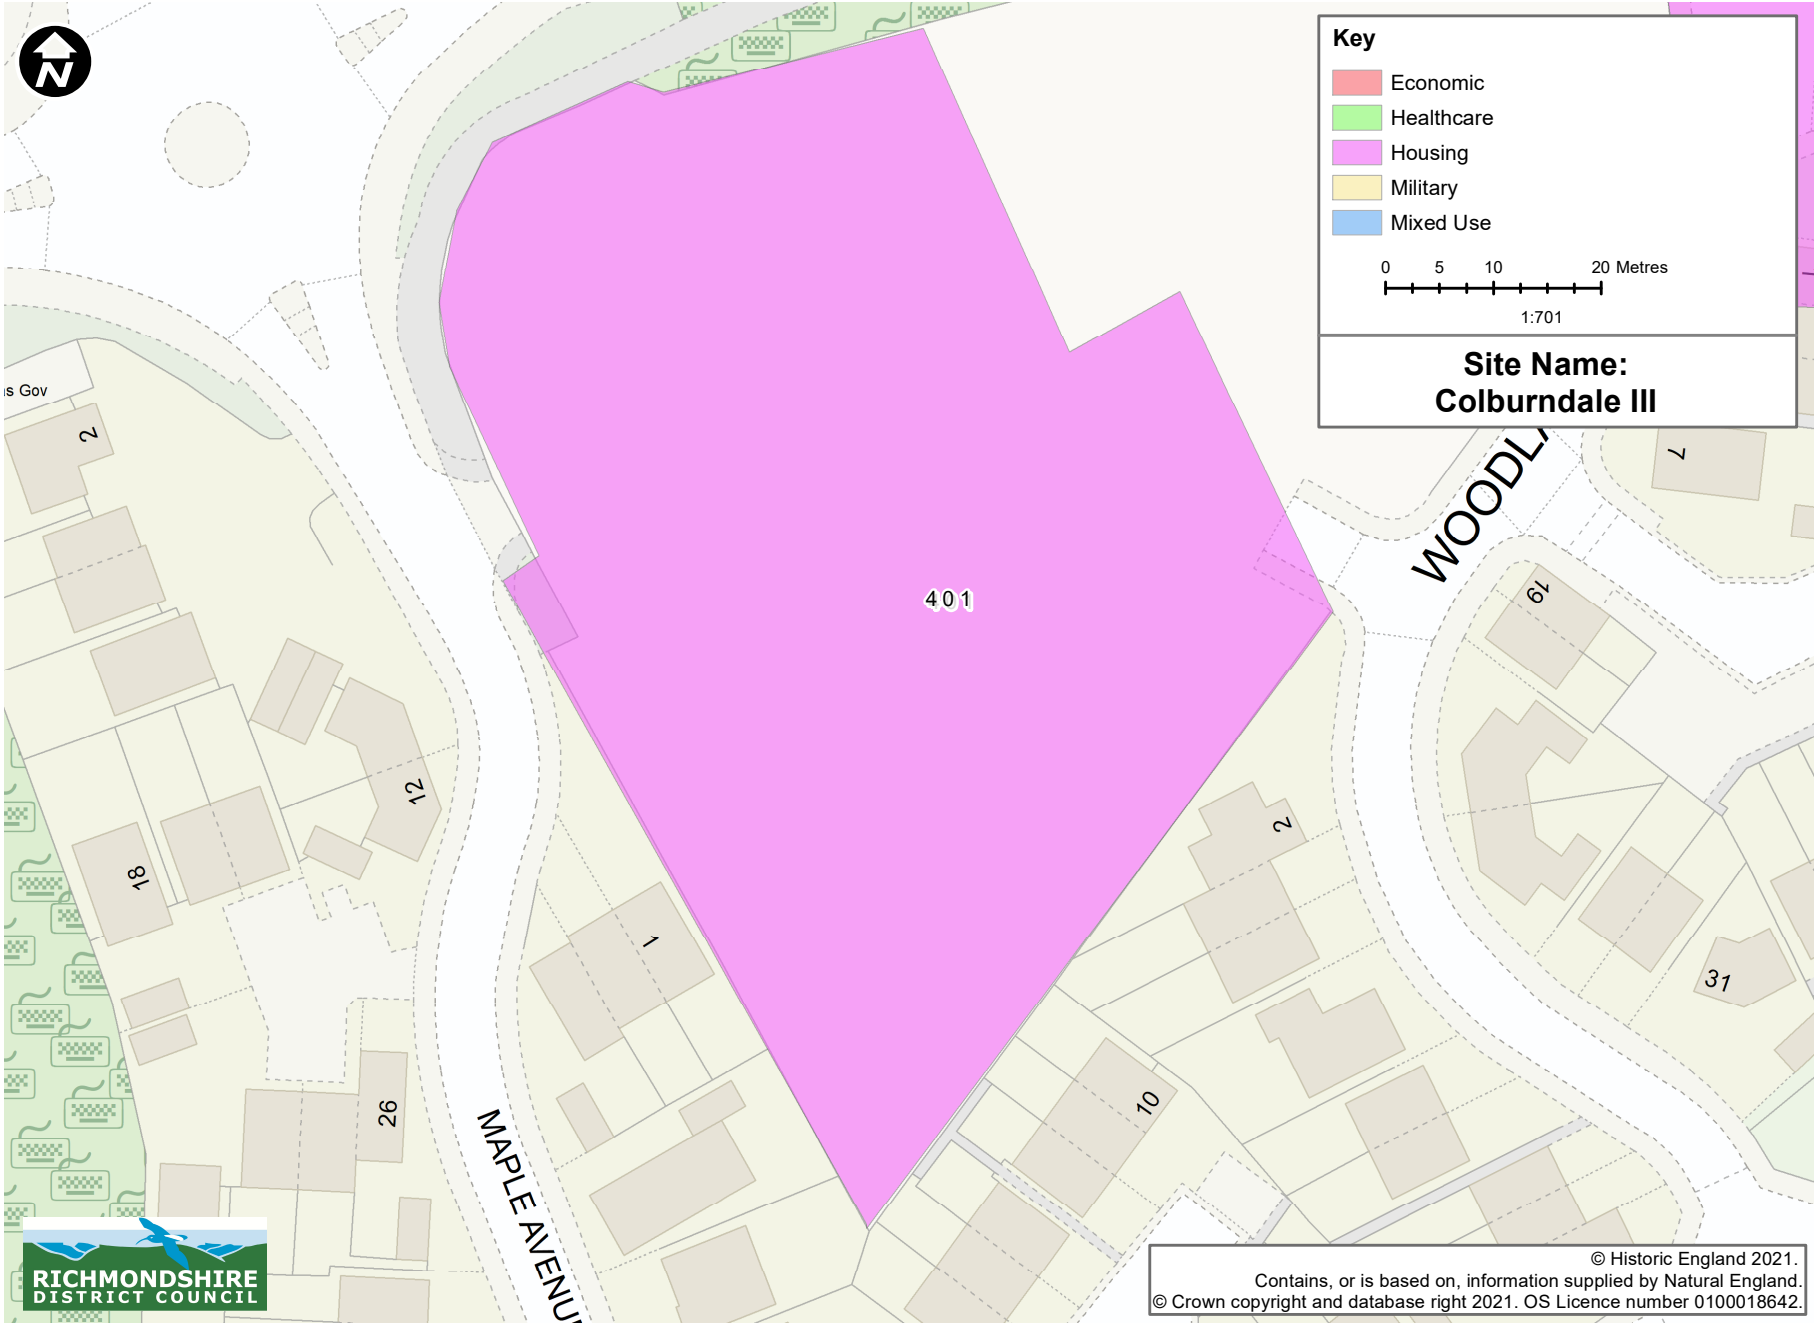 N
Key
Economic
Healthcare
Housing
Military
Mixed Use
0 5 10 20 Metres
1:701
Site Name:
Colburndale III
s Gov
2
7
WOODLA
19
401
12
18
2
1
31
10
26
MAPLE AVENU
RICHMONDSHIRE
DISTRICT COUNCIL
© Historic England 2021.
Contains, or is based on, information supplied by Natural England.
© Crown copyright and database right 2021. OS Licence number 0100018642.